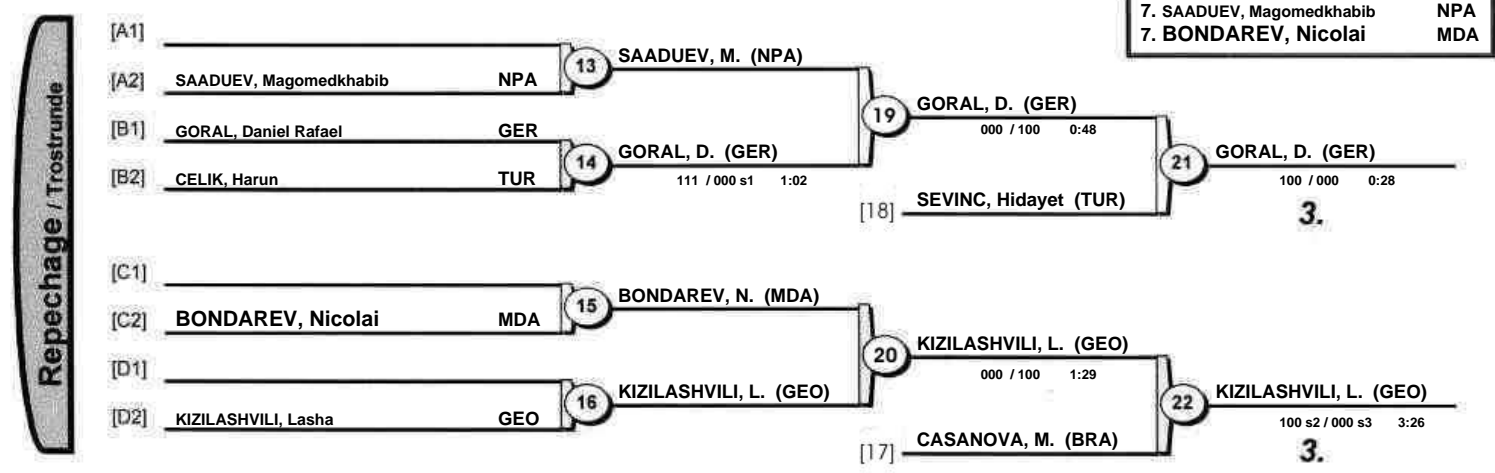 7. SAADUEV, Magomedkhabib NPA
7. BONDAREV, Nicolai MDA
Repechage / Trostrunde
[A1]
13 SAADUEV, M. (NPA)
[A2] SAADUEV, Magomedkhabib NPA
19 GORAL, D. (GER)
000 / 100 0:48
[B1] GORAL, Daniel Rafael GER
14 GORAL, D. (GER)
111 / 000 s1 1:02
21 GORAL, D. (GER)
100 / 000 0:28
[B2] CELIK, Harun TUR
[18] SEVINC, Hidayet (TUR)
3.
[C1]
15 BONDAREV, N. (MDA)
[C2] BONDAREV, Nicolai MDA
20 KIZILASHVILI, L. (GEO)
000 / 100 1:29
[D1]
16 KIZILASHVILI, L. (GEO)
22 KIZILASHVILI, L. (GEO)
100 s2 / 000 s3 3:26
[D2] KIZILASHVILI, Lasha GEO
[17] CASANOVA, M. (BRA)
3.